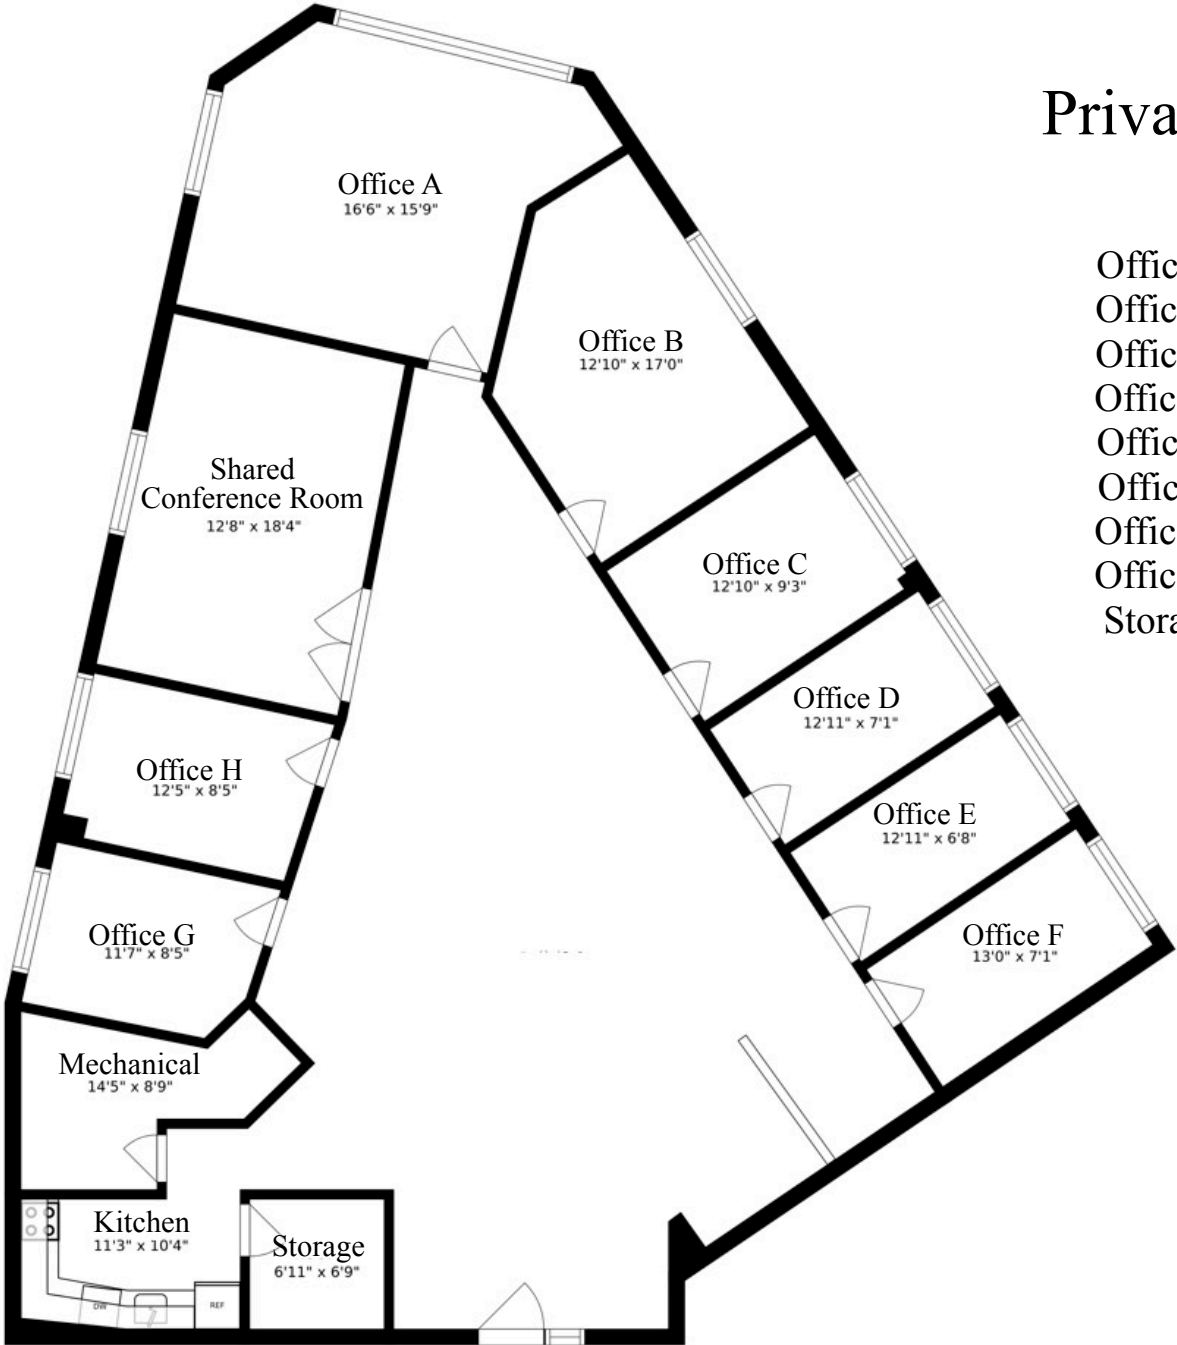 Priva
Office A
16'6" x 15'9"
Offic
Offic
Office B
12'10" x 17'0"
Offic
Offic
Offic
Shared
Conference Room
12'8" x 18'4"
Offic
Offic
Office C
12'10" x 9'3"
Offic
Stora
Office D
12'11" x 7'1"
Office H
12'5" x 8'5"
Office E
12'11" x 6'8"
Office G
11'7" x 8'5"
Office F
13'0" x 7'1"
Mechanical
14'5" x 8'9"
Kitchen
11'3" x 10'4"
Storage
6'11" x 6'9"
DW
REF